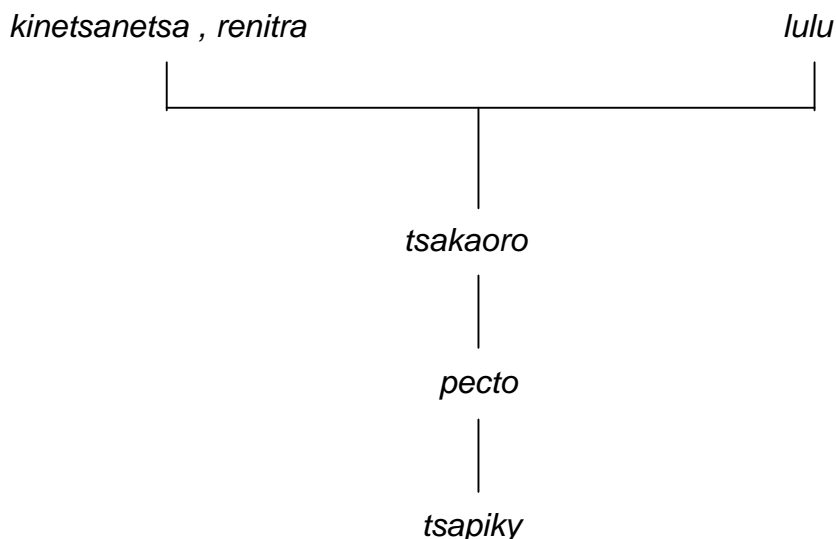 kinetsanetsa , renitra lulu
tsakaoro
pecto
tsapiky